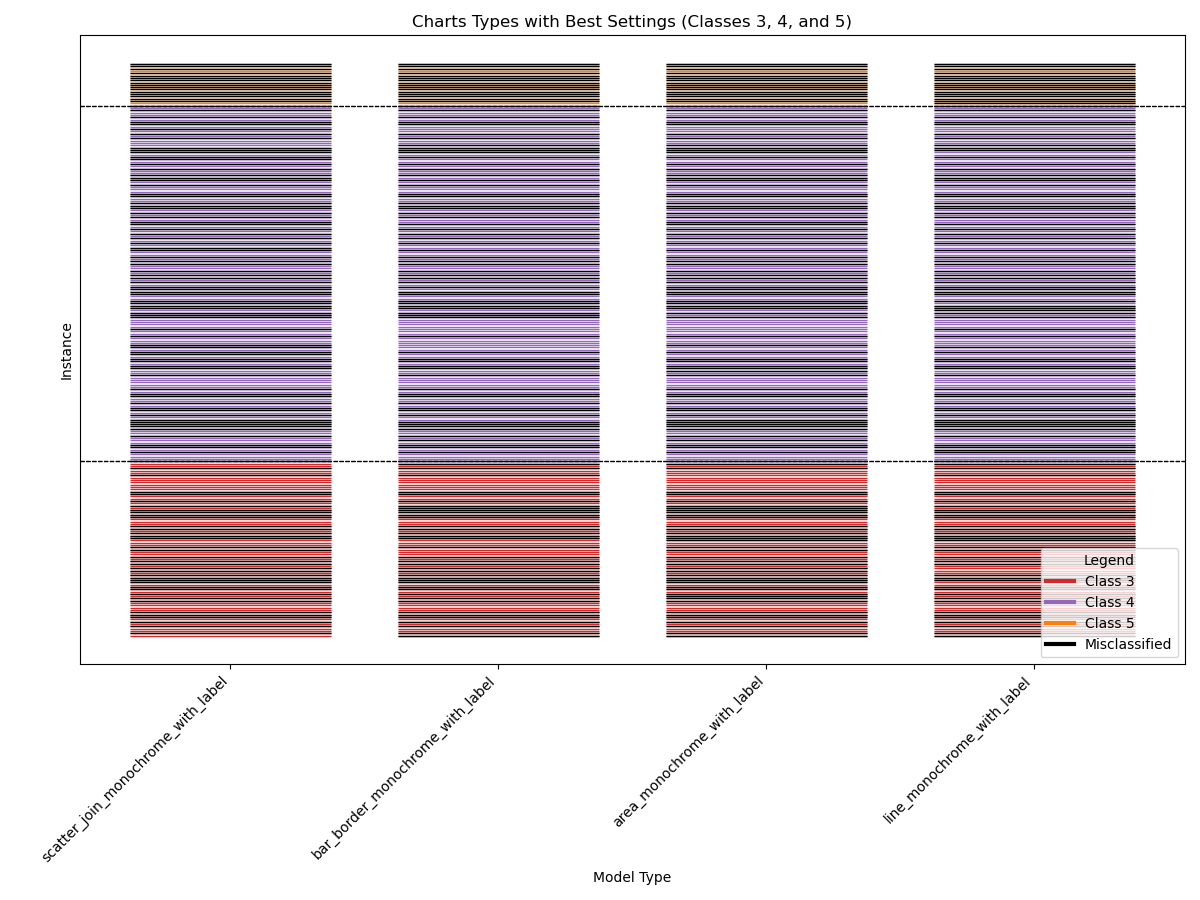 Charts Types with Best Settings (Classes 3, 4, and 5)
Instance
Legend
Class 3
Class 4
Class 5
Misclassified
scatter_join_monochrome_with_label
bar_border_monochrome_with_label
area_monochrome_with_label
line_monochrome_with_label
Model Type